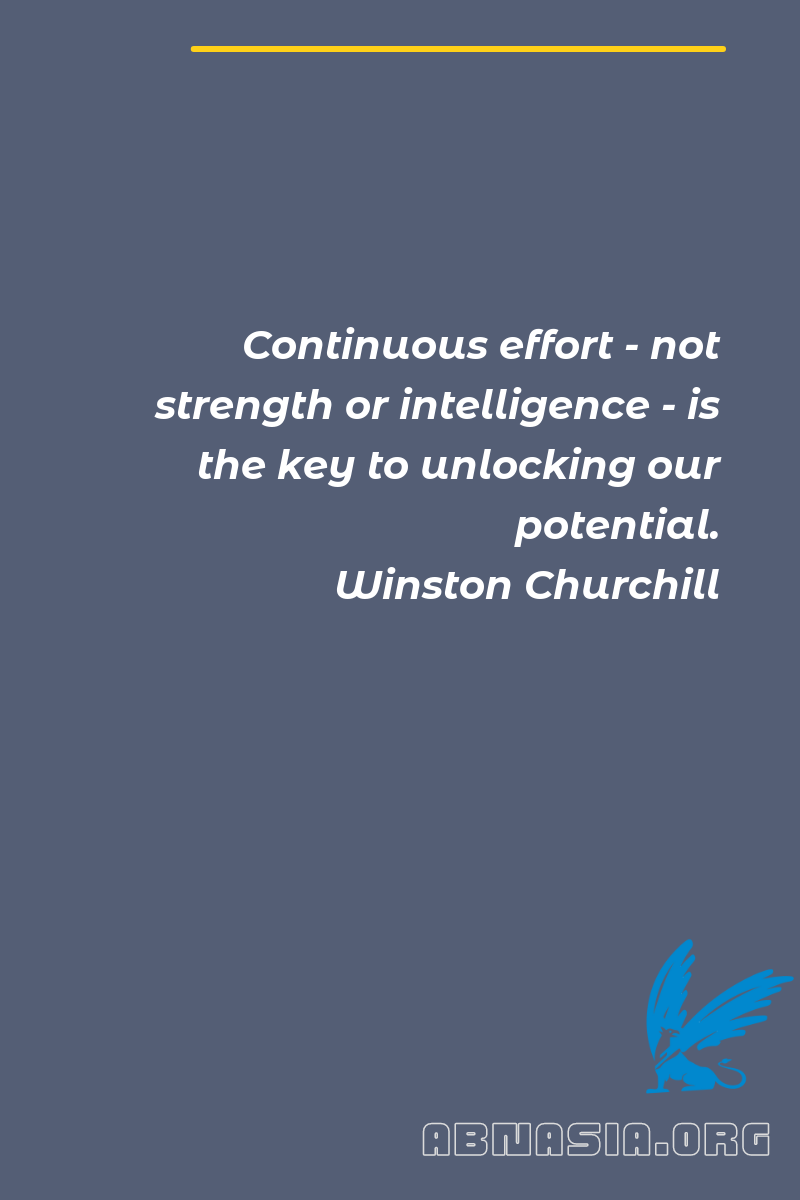 Continuous effort - not
strength or intelligence - is
the key to unlocking our
potential.
Winston Churchill
ABNASIA.ORG